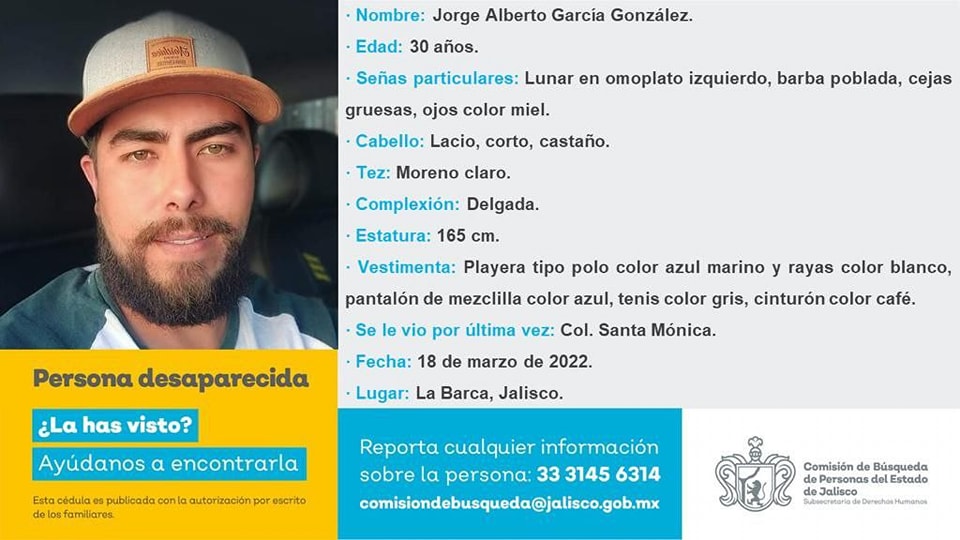 · Nombre: Jorge Alberto García González.
· Edad: 30 años.
· Señas particulares: Lunar en omoplato izquierdo, barba poblada, cejas
gruesas, ojos color miel.
· Cabello: Lacio, corto, castaño.
· Tez: Moreno claro.
· Complexión: Delgada.
· Estatura: 165 cm.
· Vestimenta: Playera tipo polo color azul marino y rayas color blanco,
pantalón de mezclilla color azul, tenis color gris, cinturón color café.
· Se le vio por última vez: Col. Santa Mónica.
· Fecha: 18 de marzo de 2022.
· Lugar: La Barca, Jalisco.
Persona desaparecida
¿La has visto?
Ayúdanos a encontrarla
Esta cédula es publicada con la autorización por escrito
de los familiares.
Reporta cualquier información
sobre la persona: 33 3145 6314
comisiondebusqueda@jalisco.gob.mx
Comisión de Búsqueda
de Personas del Estado
de Jalisco
Subsecretaría de Derechos Humanos